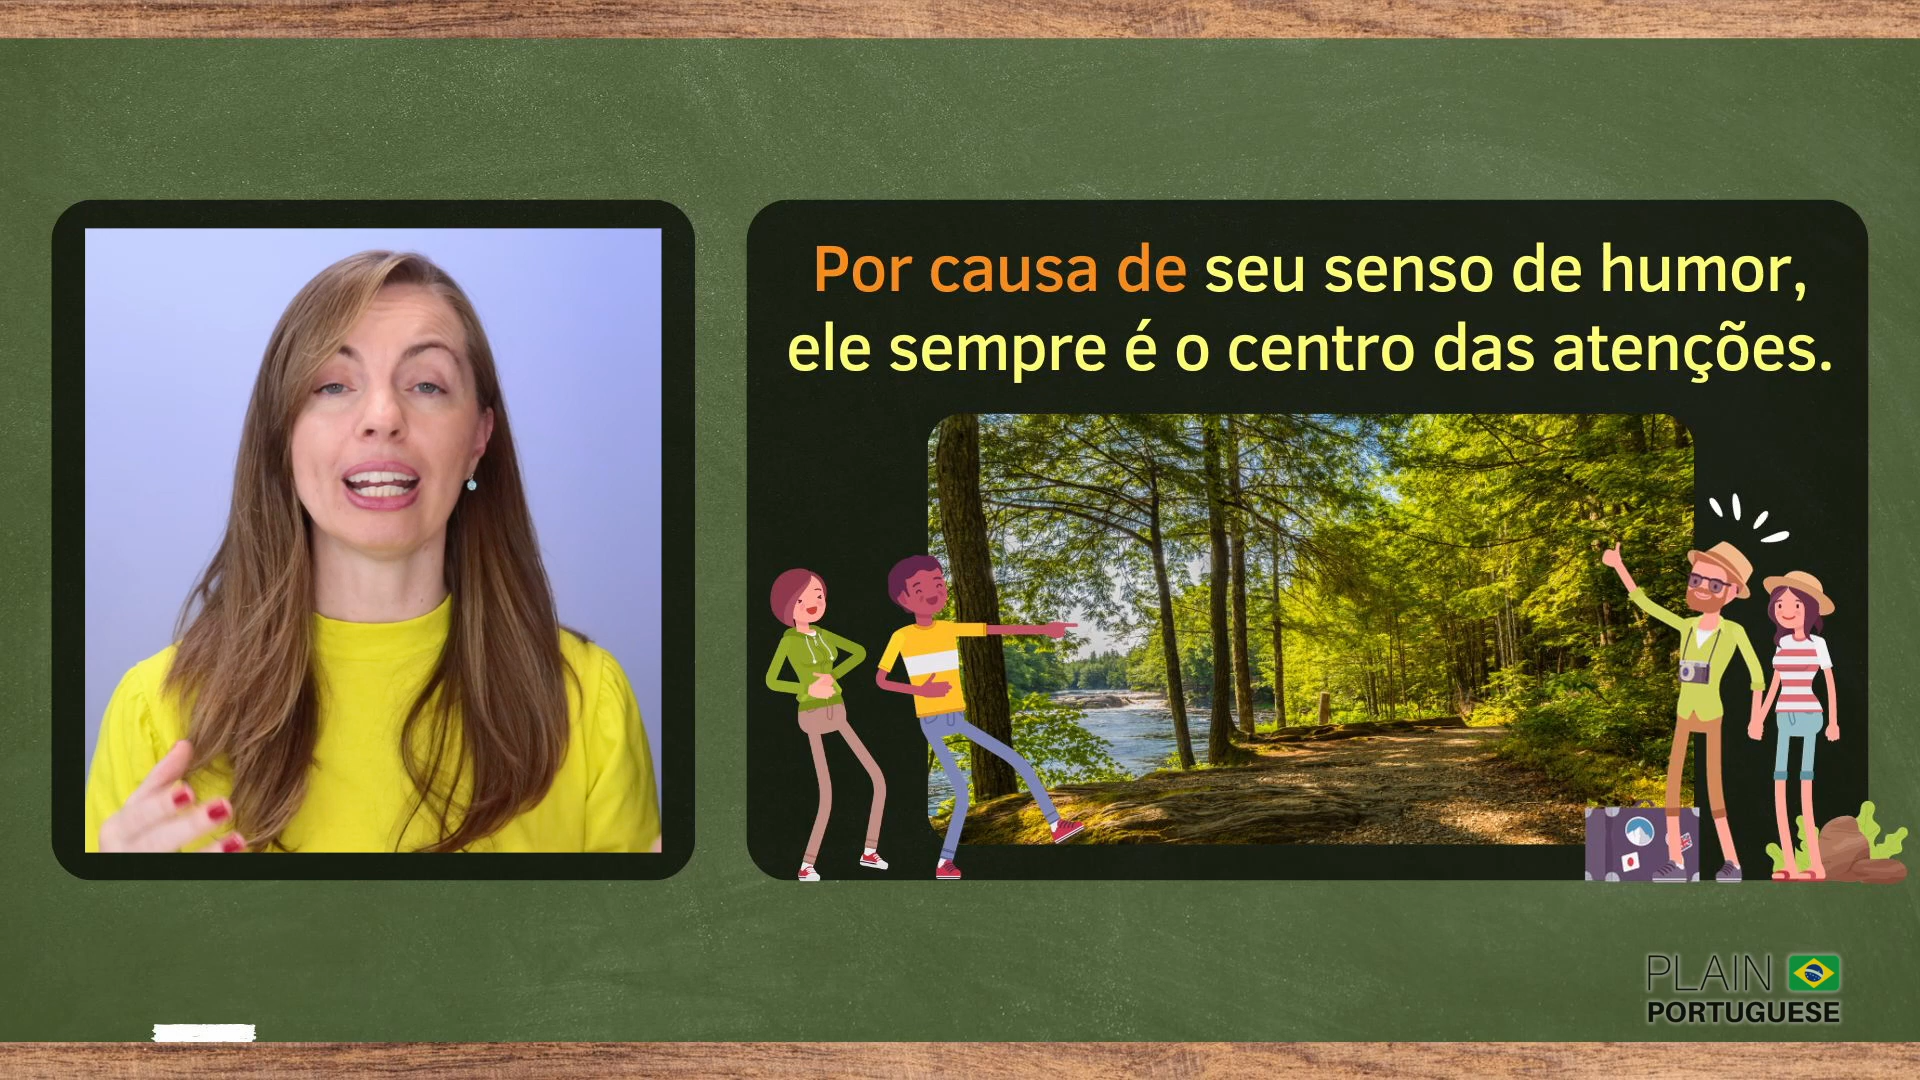 Por causa de seu senso de humor,
ele sempre é o centro das atenções.
PLAIN
PORTUGUESE